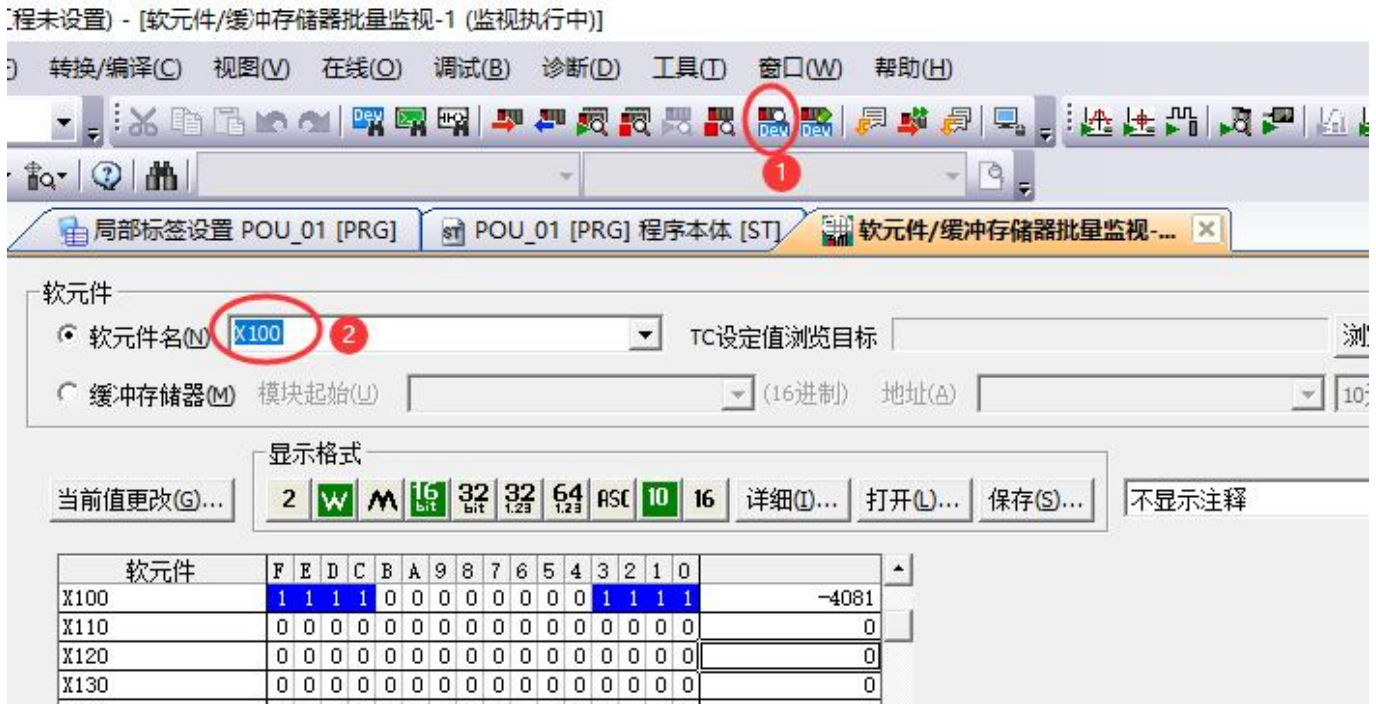 程未设置) - [软元件/缓冲存储器批量监视-1 (监视执行中)]
转换/编译(C) 视图(V) 在线(O) 调试(B) 诊断(D) 工具(T) 窗口(W) 帮助(H)
Dev Dev Dev
1
局部标签设置 POU_01 [PRG] ST POU_01 [PRG] 程序本体 [ST] 软元件/缓冲存储器批量监视-...
软元件
软元件名(N) X100 2 TC设定值浏览目标
缓冲存储器(M) 模块起始(U) (16进制) 地址(A) 10
显示格式
当前值更改(G)... 2 W M 16 bit 32 bit 32 1.23 64 1.23 ASC 10 16 详细(I)... 打开(L)... 保存(S)... 不显示注释
软元件 F E D C B A 9 8 7 6 5 4 3 2 1 0
X100 1 1 1 1 0 0 0 0 0 0 0 0 1 1 1 1 -4081
X110 0 0 0 0 0 0 0 0 0 0 0 0 0 0 0 0 0
X120 0 0 0 0 0 0 0 0 0 0 0 0 0 0 0 0 0
X130 0 0 0 0 0 0 0 0 0 0 0 0 0 0 0 0 0